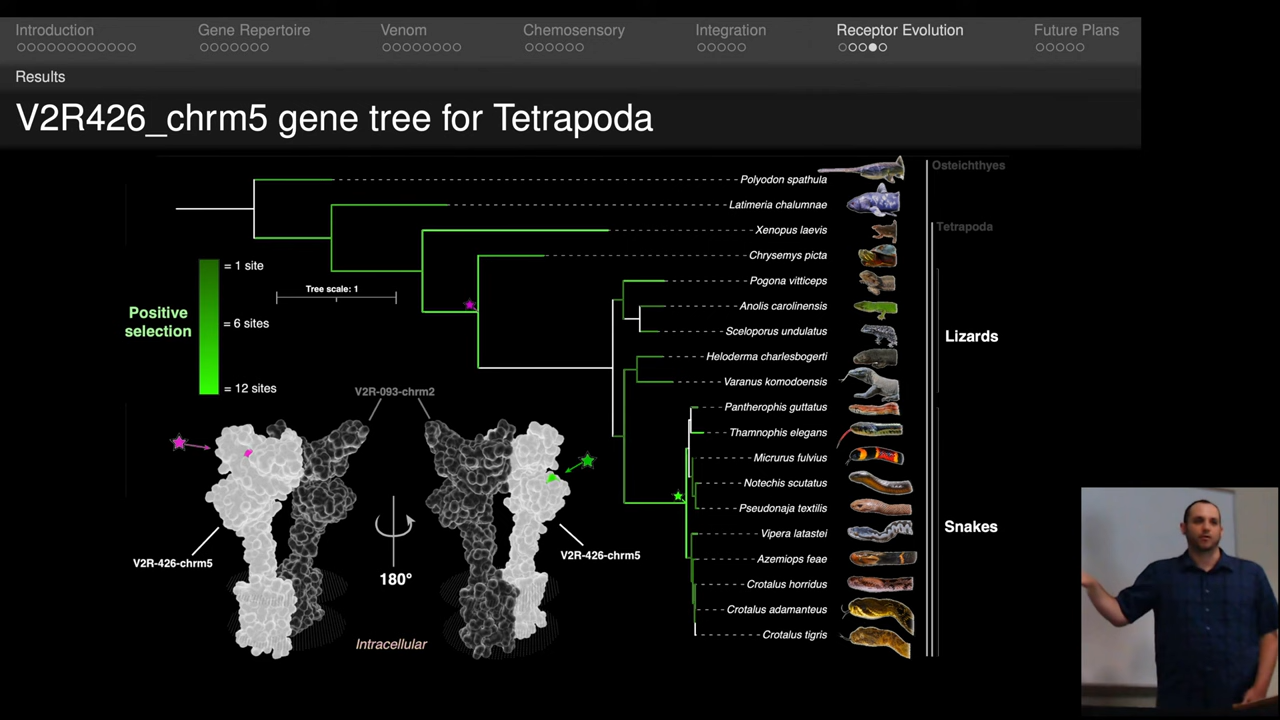 Introduction Gene Repertoire Venom Chemosensory Integration Receptor Evolution Future Plans
Results
V2R426_chrm5 gene tree for Tetrapoda
Osteichthyes
Polyodon spathula
Latimeria chalumnae
Xenopus laevis
Tetrapoda
Chrysemys picta
= 1 site
Pogona vitticeps
Tree scale: 1
Anolis carolinensis
Positive
selection
= 6 sites
Sceloporus undulatus
Lizards
Heloderma charlesbogerti
Varanus komodoensis
= 12 sites
V2R-093-chrm2
Pantherophis guttatus
Thamnophis elegans
Micrurus fulvius
Notechis scutatus
Pseudonaja textilis
Snakes
Vipera latastei
V2R-426-chrm5
V2R-426-chrm5
Azemiops feae
180°
Crotalus horridus
Crotalus adamanteus
Crotalus tigris
Intracellular